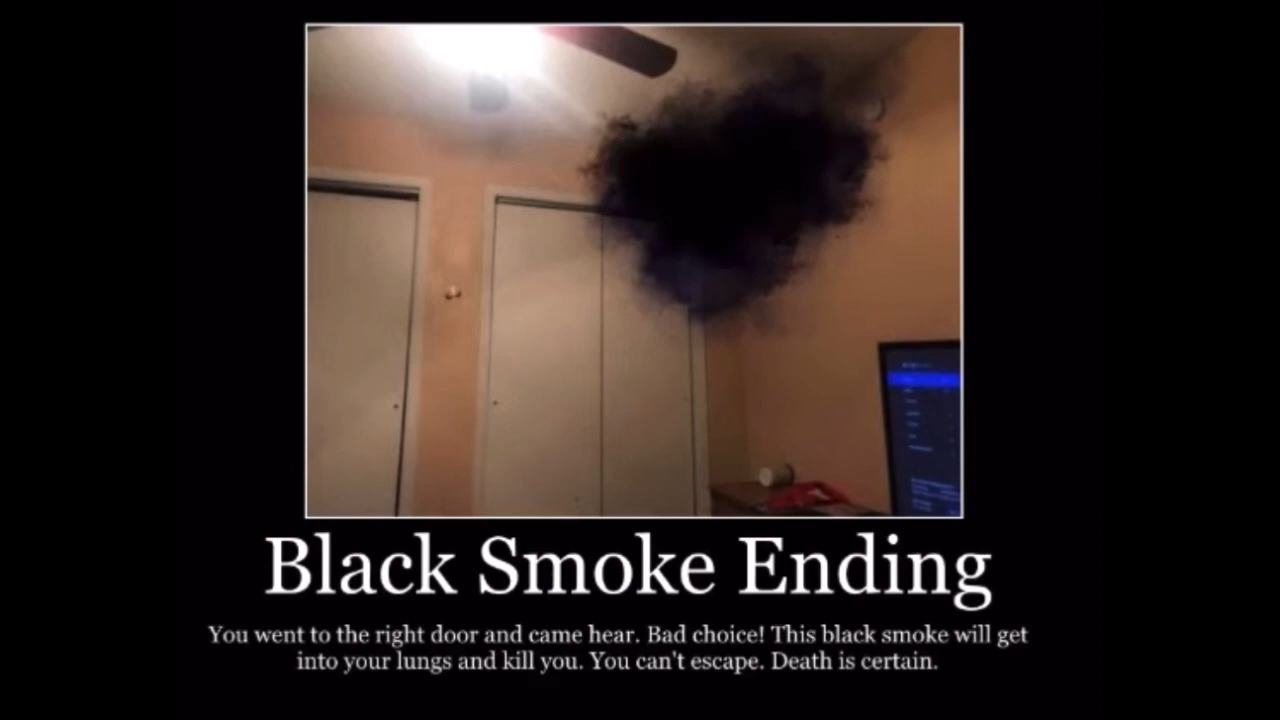 Black Smoke Ending
You went to the right door and came hear. Bad choice! This black smoke will get
into your lungs and kill you. You can't escape. Death is certain.